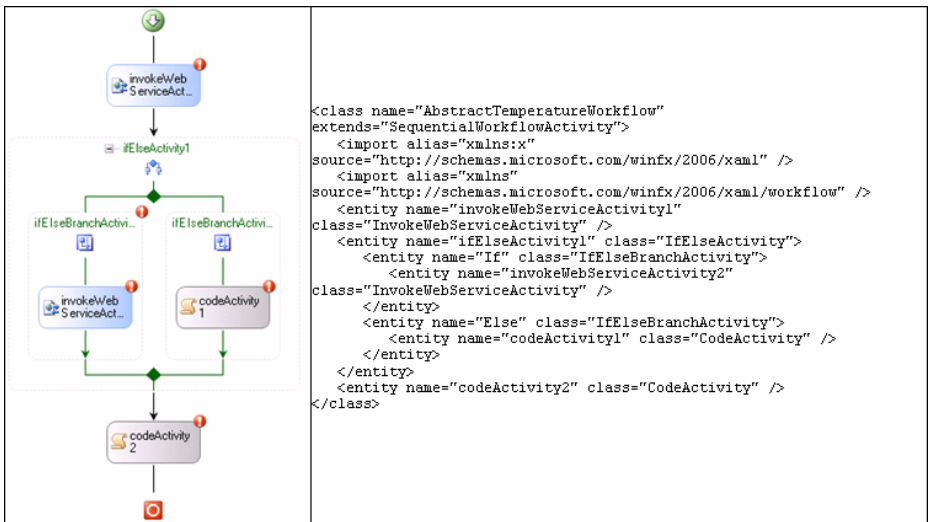 invokeWeb
ServiceAct...
ifElseActivity1
ifElseBranchActivi...
ifElseBranchActivi...
invokeWeb
ServiceAct...
codeActivity
1
codeActivity
2
<class name="AbstractTemperatureWorkflow"
extends="SequentialWorkflowActivity">
<import alias="xmlns:x"
source="http://schemas.microsoft.com/winfx/2006/xaml" />
<import alias="xmlns"
source="http://schemas.microsoft.com/winfx/2006/xaml/workflow" />
<entity name="invokeWebServiceActivity1"
class="InvokeWebServiceActivity" />
<entity name="ifElseActivity1" class="IfElseActivity">
<entity name="If" class="IfElseBranchActivity">
<entity name="invokeWebServiceActivity2"
class="InvokeWebServiceActivity" />
</entity>
<entity name="Else" class="IfElseBranchActivity">
<entity name="codeActivity1" class="CodeActivity" />
</entity>
</entity>
<entity name="codeActivity2" class="CodeActivity" />
</class>